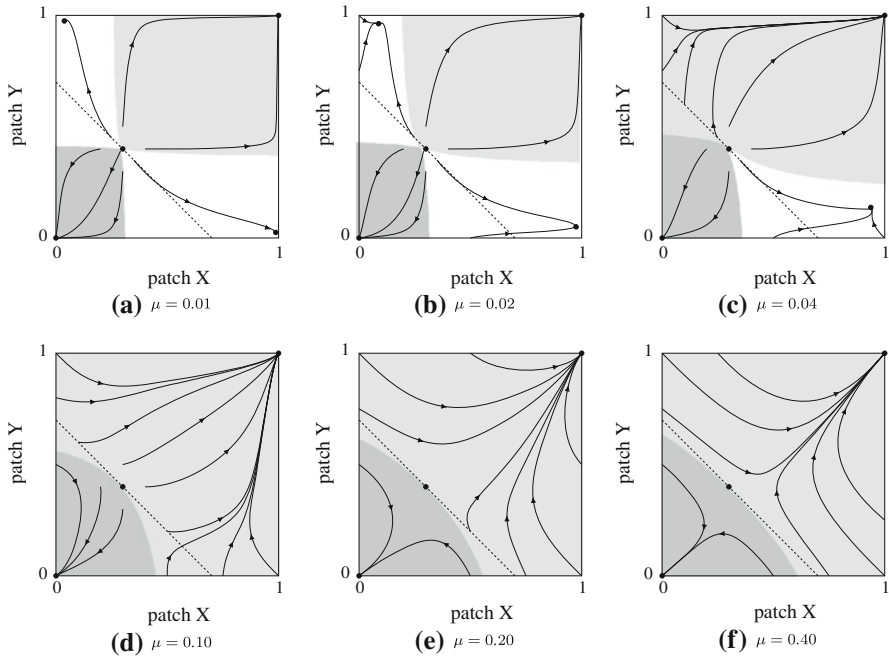 1
patch Y
0
0
1
patch X
(a) μ = 0.01
1
patch Y
0
0
1
patch X
(b) μ = 0.02
1
patch Y
0
0
1
patch X
(c) μ = 0.04
1
patch Y
0
0
1
patch X
(d) μ = 0.10
1
patch Y
0
0
1
patch X
(e) μ = 0.20
1
patch Y
0
0
1
patch X
(f) μ = 0.40